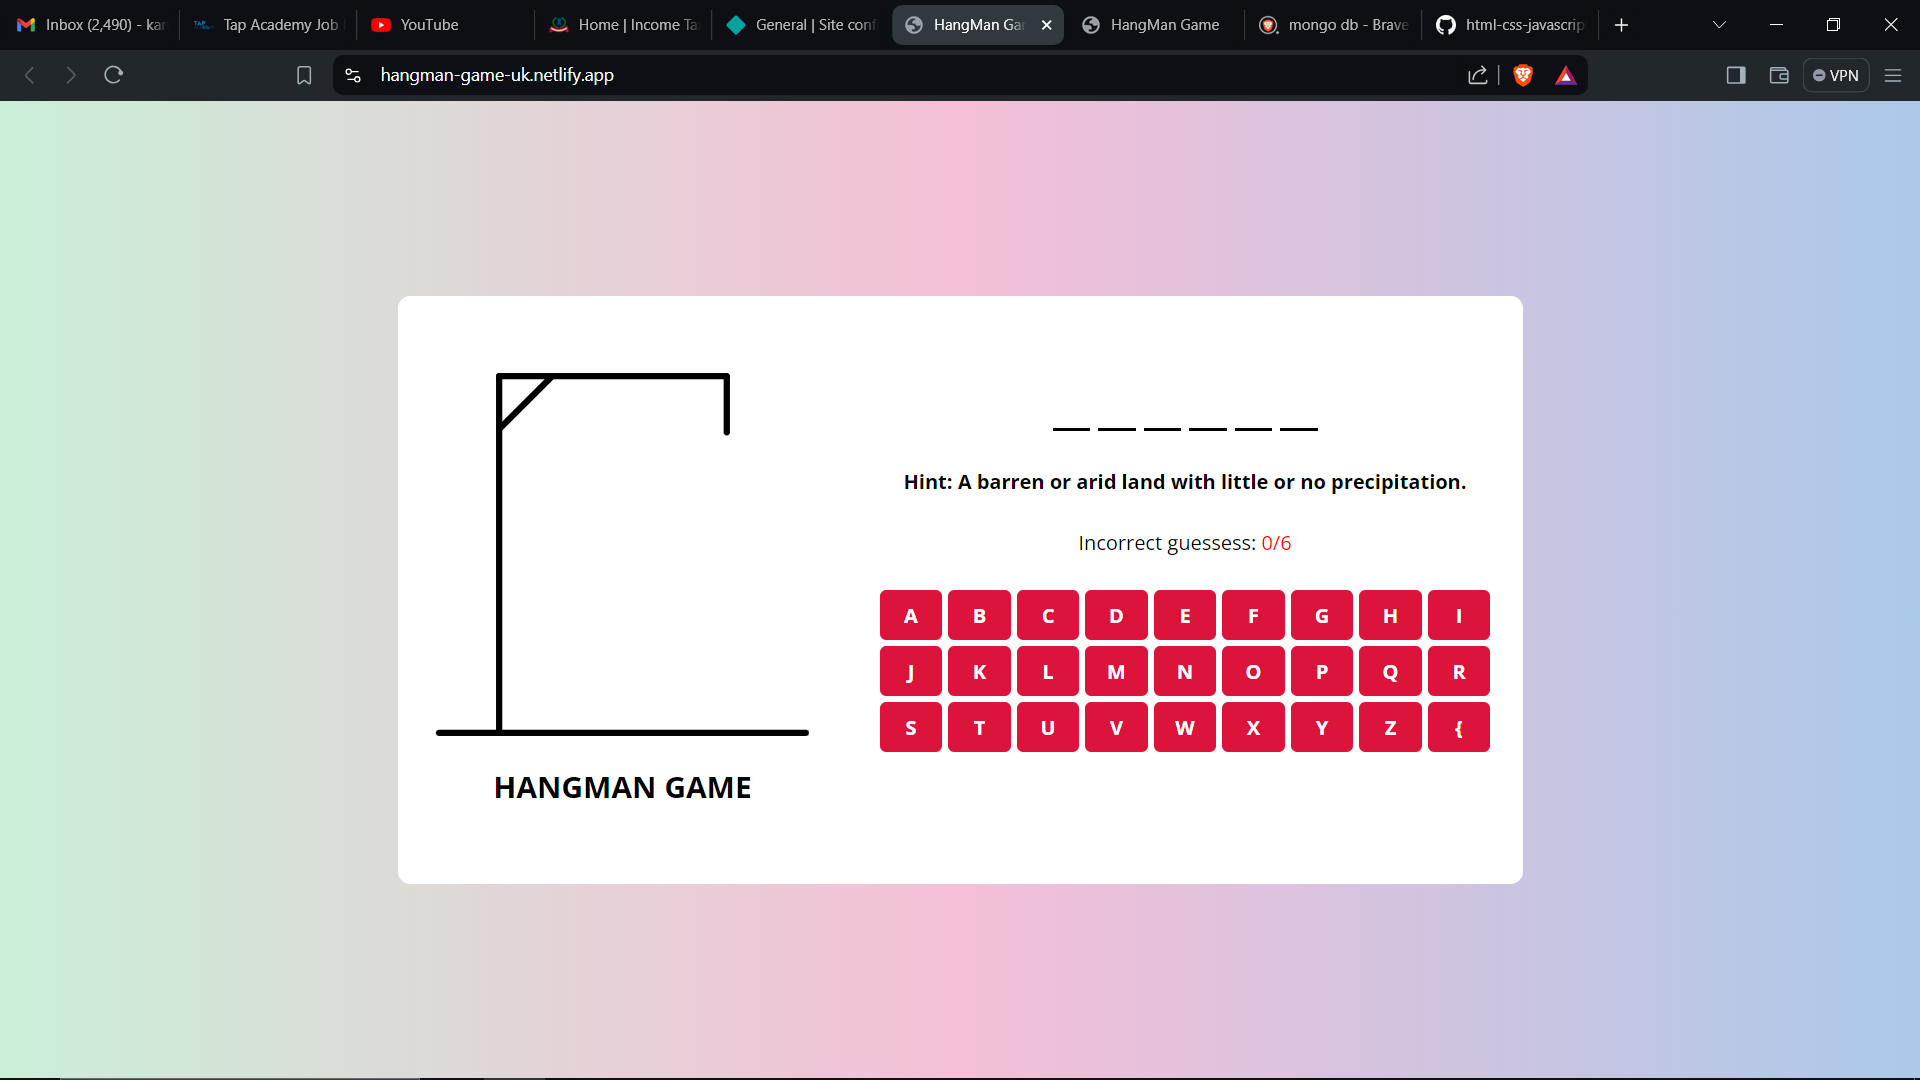 Inbox (2,490) - kar
Tap Academy Job
YouTube
Home | Income Ta
General | Site conf
HangMan Ga
HangMan Game
mongo db - Brave
html-css-javascrip
hangman-game-uk.netlify.app
VPN
Hint: A barren or arid land with little or no precipitation.
Incorrect guessess: 0/6
A B C D E F G H I
J K L M N O P Q R
S T U V W X Y Z {
HANGMAN GAME